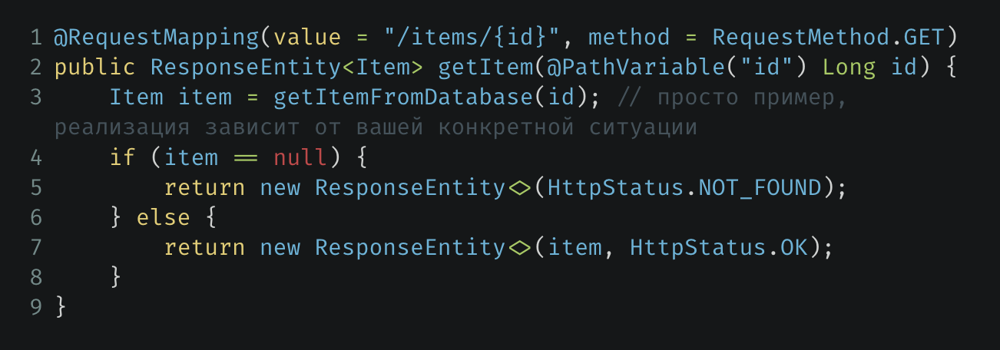 1 @RequestMapping(value = "/items/{id}", method = RequestMethod.GET)
2 public ResponseEntity<Item> getItem(@PathVariable("id") Long id) {
3     Item item = getItemFromDatabase(id); // просто пример,
реализация зависит от вашей конкретной ситуации
4     if (item == null) {
5         return new ResponseEntity<>(HttpStatus.NOT_FOUND);
6     } else {
7         return new ResponseEntity<>(item, HttpStatus.OK);
8     }
9 }